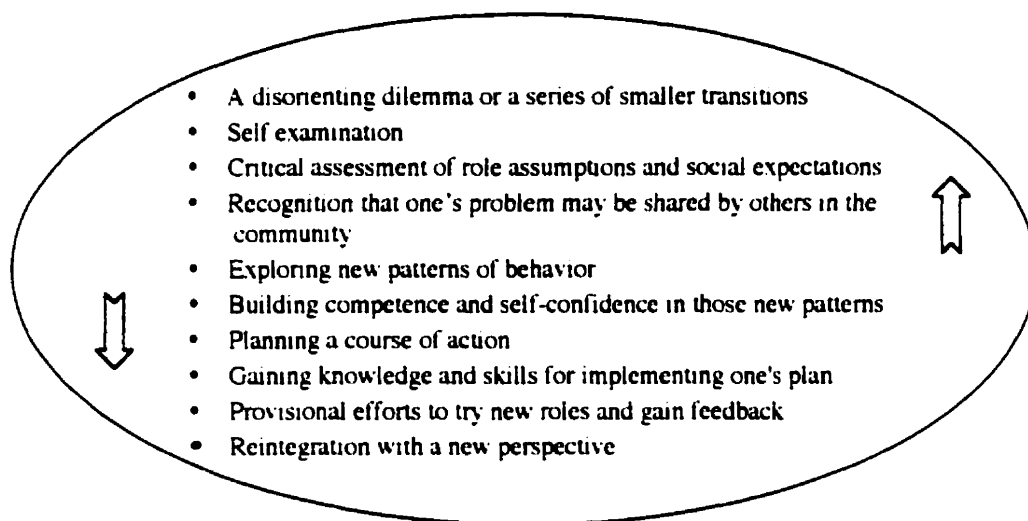 • A disorienting dilemma or a series of smaller transitions
• Self examination
• Critical assessment of role assumptions and social expectations
• Recognition that one's problem may be shared by others in the
community
• Exploring new patterns of behavior
• Building competence and self-confidence in those new patterns
• Planning a course of action
• Gaining knowledge and skills for implementing one's plan
• Provisional efforts to try new roles and gain feedback
• Reintegration with a new perspective